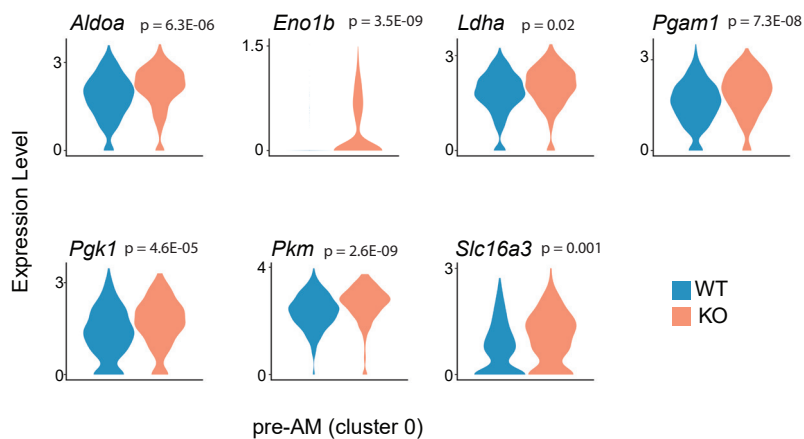 Aldoa p = 6.3E-06
Eno1b p = 3.5E-09
Ldha p = 0.02
Pgam1 p = 7.3E-08
3
0
1.5
0
3
0
3
0
Expression Level
Pgk1 p = 4.6E-05
Pkm p = 2.6E-09
Slc16a3 p = 0.001
3
0
4
0
3
0
WT
KO
pre-AM (cluster 0)